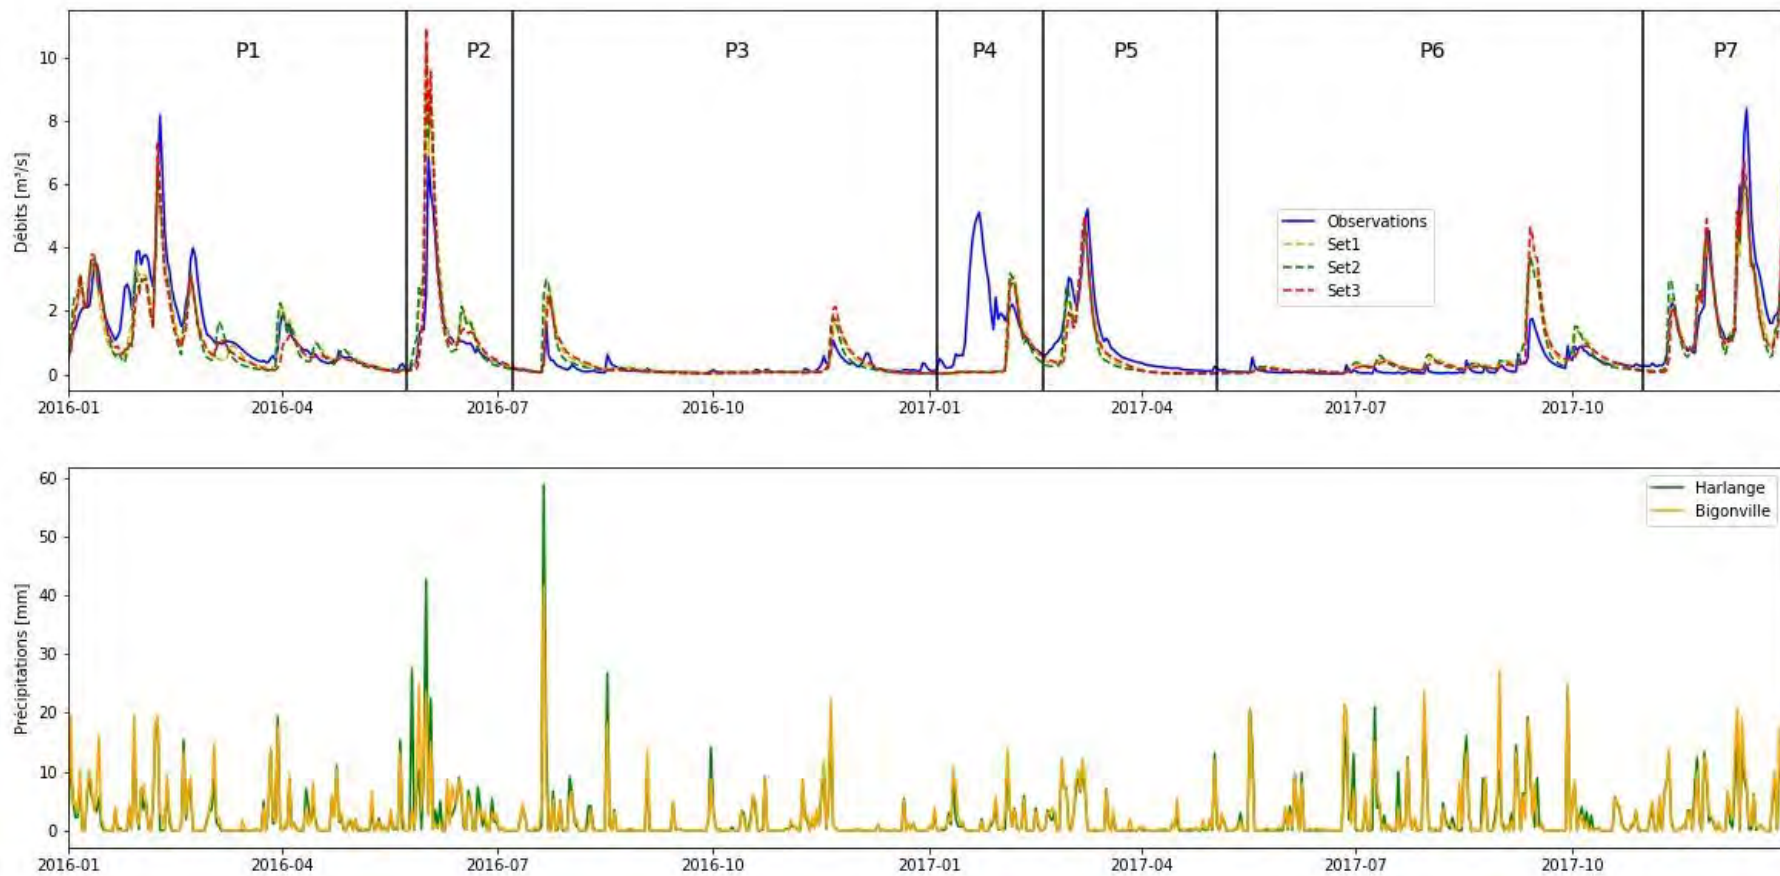 P1 P2 P3 P4 P5 P6 P7
Débits [m³/s]
10
8
6
4
2
0
Observations
Set1
Set2
Set3
2016-01 2016-04 2016-07 2016-10 2017-01 2017-04 2017-07 2017-10
Précipitations [mm]
60
50
40
30
20
10
0
Harlange
Bigonville
2016-01 2016-04 2016-07 2016-10 2017-01 2017-04 2017-07 2017-10